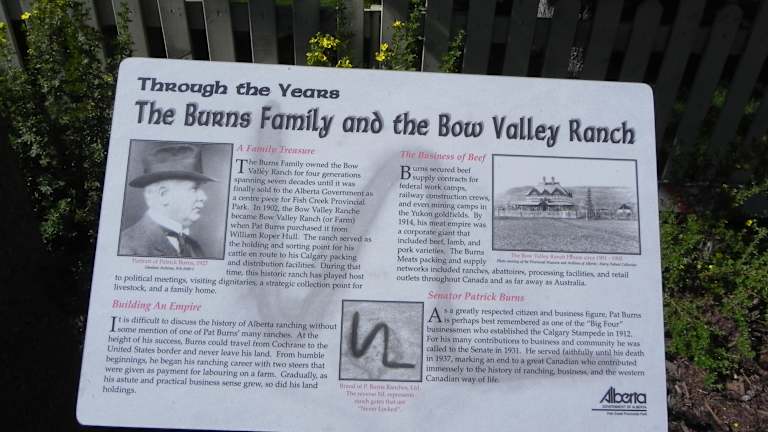 Through the Years
The Burns Family and the Bow Valley Ranch
A Family Treasure
The Burns Family owned the Bow
Valley Ranch for four generations
spanning seven decades until it was
finally sold to the Alberta Government as
a centre piece for Fish Creek Provincial
Park. In 1902, the Bow Valley Ranche
became Bow Valley Ranch (or Farm)
when Pat Burns purchased it from
William Roper Hull. The ranch served as
the holding and sorting point for his
cattle en route to his Calgary packing
and distribution facilities. During that
time, this historic ranch has played host
to political meetings, visiting dignitaries, a strategic collection point for
livestock, and a family home.
Portrait of Patrick Burns, 1927
Building An Empire
It is difficult to discuss the history of Alberta ranching without
some mention of one of Pat Burns' many ranches. At the
height of his success, Burns could travel from Cochrane to the
United States border and never leave his land. From humble
beginnings, he began his ranching career with two steers that
were given as payment for labouring on a farm. Gradually, as
his astute and practical business sense grew, so did his land
holdings.
Brand of P. Burns Ranches, Ltd.
The reverse NL represents
ranch gates that are
"Never Locked".
The Business of Beef
Burns secured beef
supply contracts for
federal work camps,
railway construction crews,
and even mining camps in
the Yukon goldfields. By
1914, his meat empire was
a corporate giant that
included beef, lamb, and
pork varieties. The Burns
Meats packing and supply
networks included ranches, abattoires, processing facilities, and retail
outlets throughout Canada and as far away as Australia.
The Bow Valley Ranch House circa 1901 - 1902
Senator Patrick Burns
As a greatly respected citizen and business figure, Pat Burns
is perhaps best remembered as one of the "Big Four"
businessmen who established the Calgary Stampede in 1912.
For his many contributions to business and community he was
called to the Senate in 1931. He served faithfully until his death
in 1937, marking an end to a great Canadian who contributed
immensely to the history of ranching, business, and the western
Canadian way of life.
Alberta
GOVERNMENT OF ALBERTA
Fish Creek Provincial Park